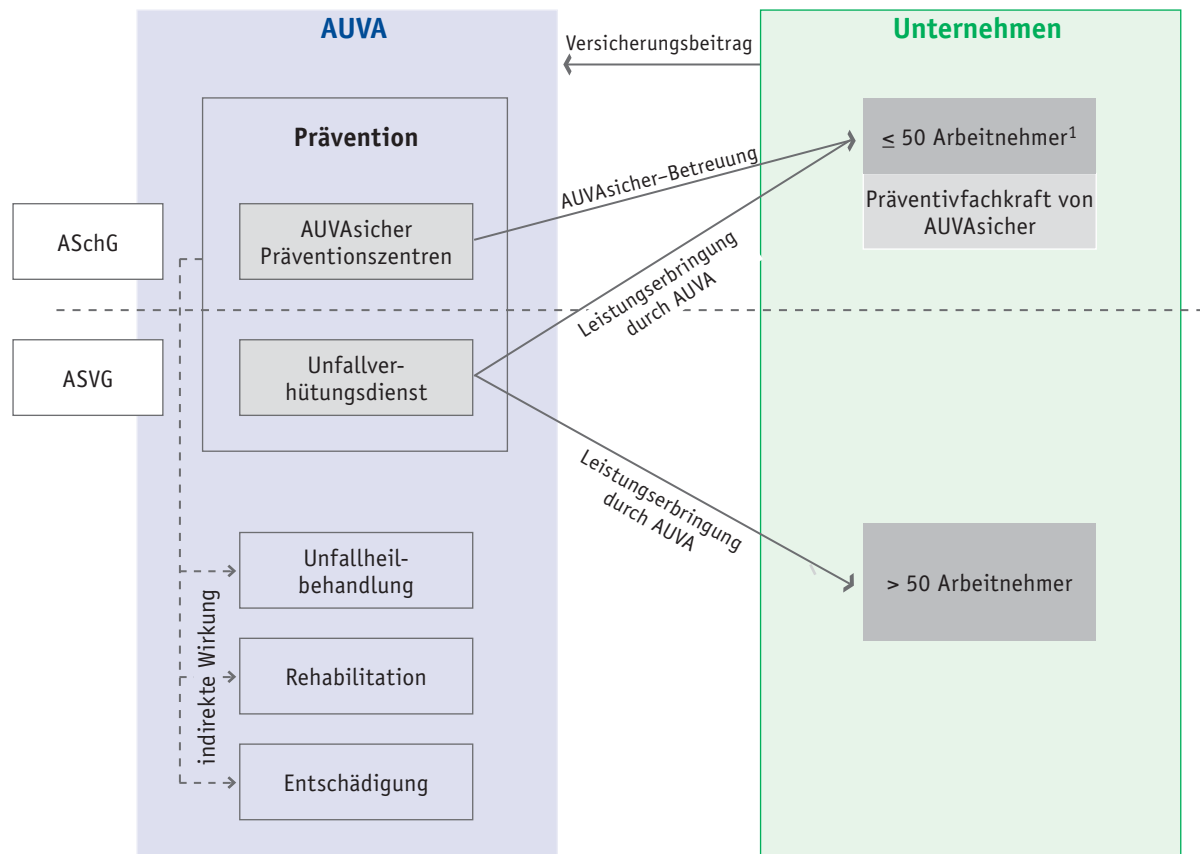 AUVA
Unternehmen
Versicherungsbeitrag
Prävention
≤ 50 Arbeitnehmer1
AUVAsicher-Betreuung
Präventivfachkraft von
AUVAsicher
ASchG
AUVAsicher
Präventionszentren
Leistungserbringung
durch AUVA
ASVG
Unfallver-
hütungsdienst
Leistungserbringung
durch AUVA
Unfallheil-
behandlung
> 50 Arbeitnehmer
indirekte Wirkung
Rehabilitation
Entschädigung